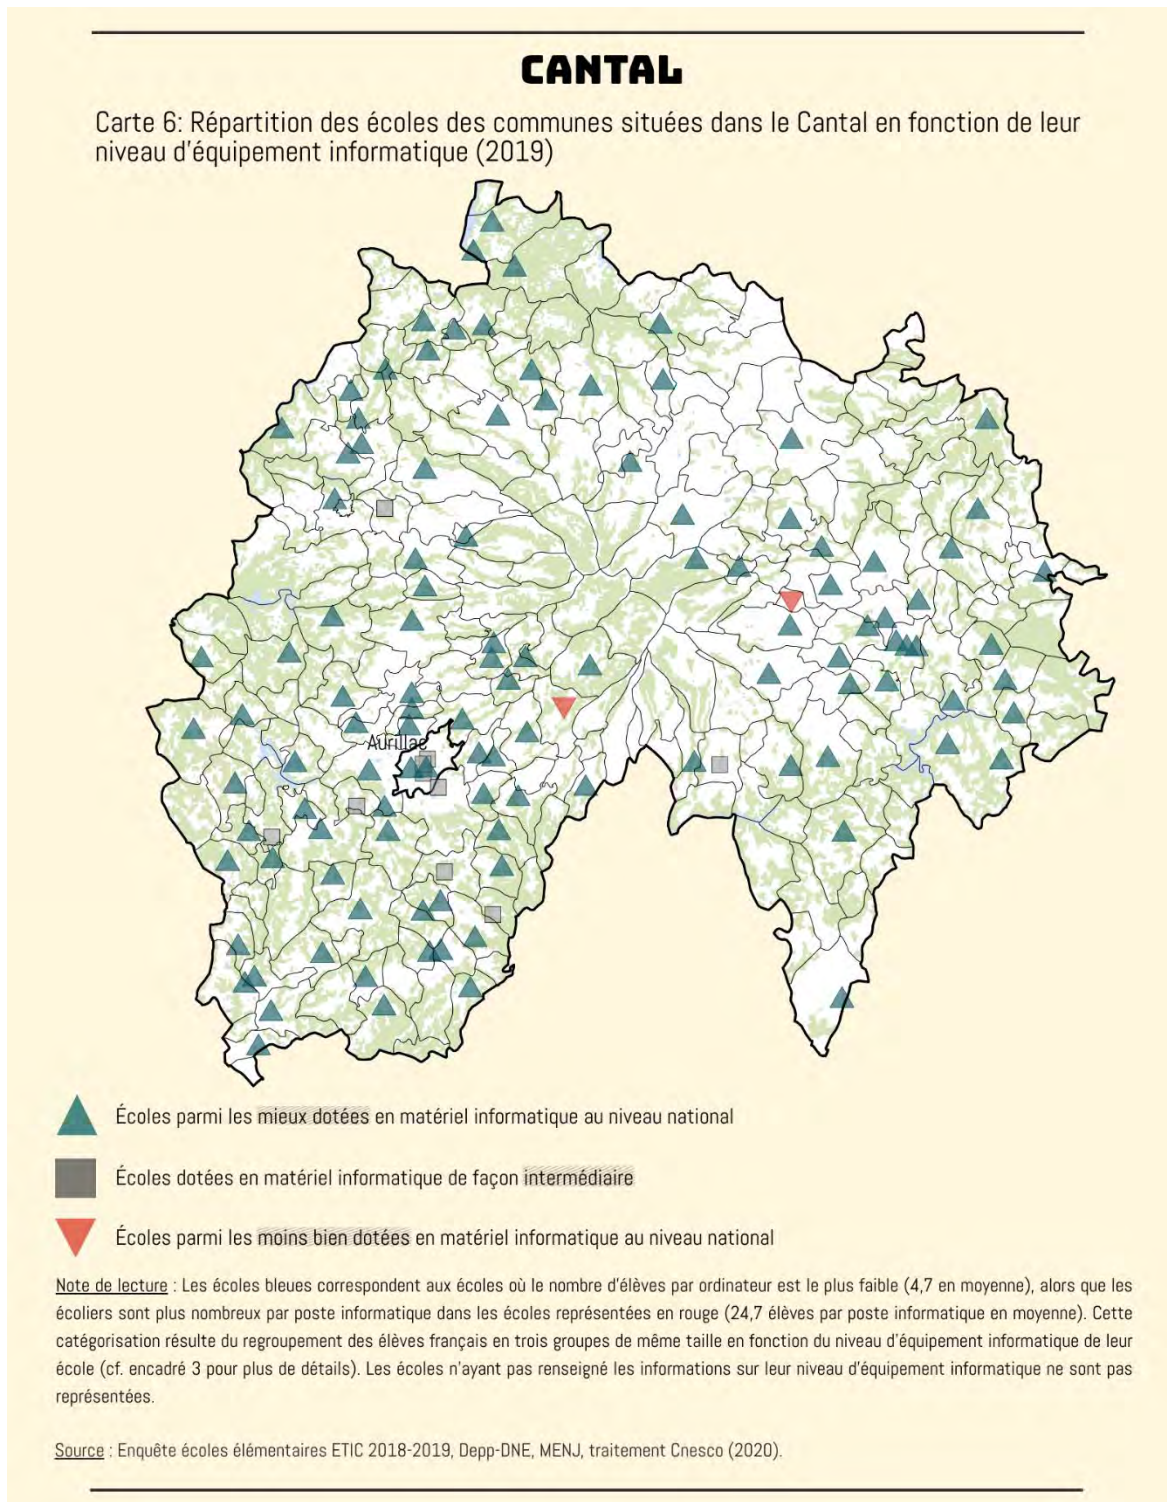 CANTAL
Carte 6: Répartition des écoles des communes situées dans le Cantal en fonction de leur
niveau d'équipement informatique (2019)
Aurillac
Écoles parmi les mieux dotées en matériel informatique au niveau national
Écoles dotées en matériel informatique de façon intermédiaire
Écoles parmi les moins bien dotées en matériel informatique au niveau national
Note de lecture : Les écoles bleues correspondent aux écoles où le nombre d'élèves par ordinateur est le plus faible (4,7 en moyenne), alors que les
écoliers sont plus nombreux par poste informatique dans les écoles représentées en rouge (24,7 élèves par poste informatique en moyenne). Cette
catégorisation résulte du regroupement des élèves français en trois groupes de même taille en fonction du niveau d'équipement informatique de leur
école (cf. encadré 3 pour plus de détails). Les écoles n'ayant pas renseigné les informations sur leur niveau d'équipement informatique ne sont pas
représentées.
Source : Enquête écoles élémentaires ETIC 2018-2019, Depp-DNE, MENJ, traitement Cnesco (2020).